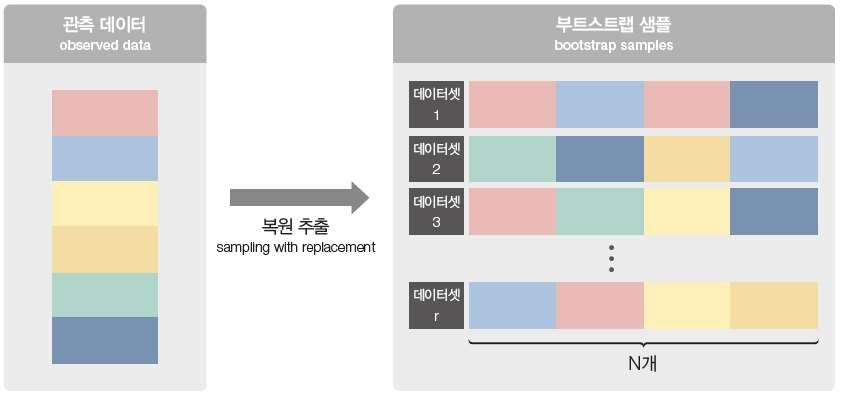 관측 데이터
observed data
부트스트랩 샘플
bootstrap samples
복원 추출
sampling with replacement
데이터셋
1
데이터셋
2
데이터셋
3
데이터셋
r
N개